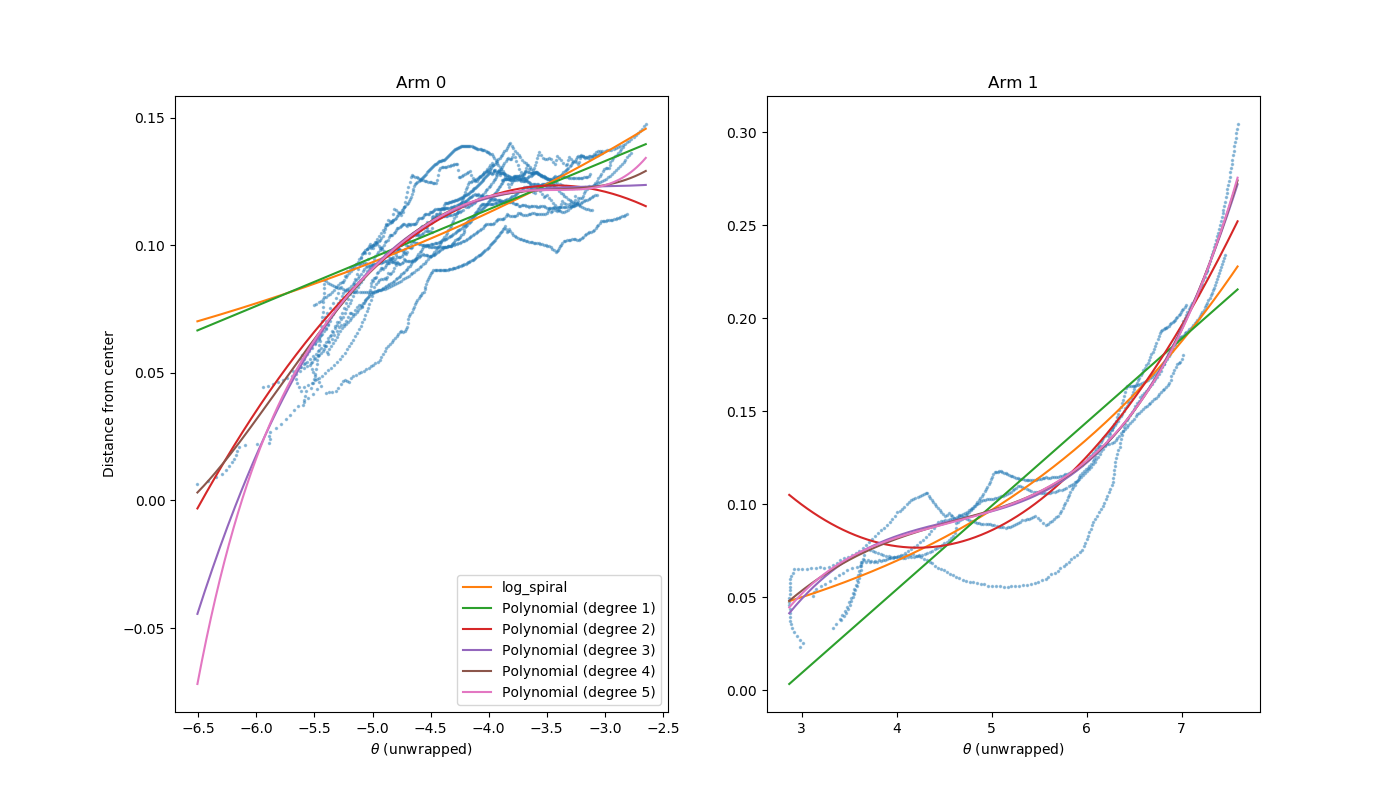 Arm 0
Arm 1
0.15
0.10
0.05
0.00
−0.05
Distance from center
−6.5 −6.0 −5.5 −5.0 −4.5 −4.0 −3.5 −3.0 −2.5
θ (unwrapped)
log_spiral
Polynomial (degree 1)
Polynomial (degree 2)
Polynomial (degree 3)
Polynomial (degree 4)
Polynomial (degree 5)
0.30
0.25
0.20
0.15
0.10
0.05
0.00
3 4 5 6 7
θ (unwrapped)